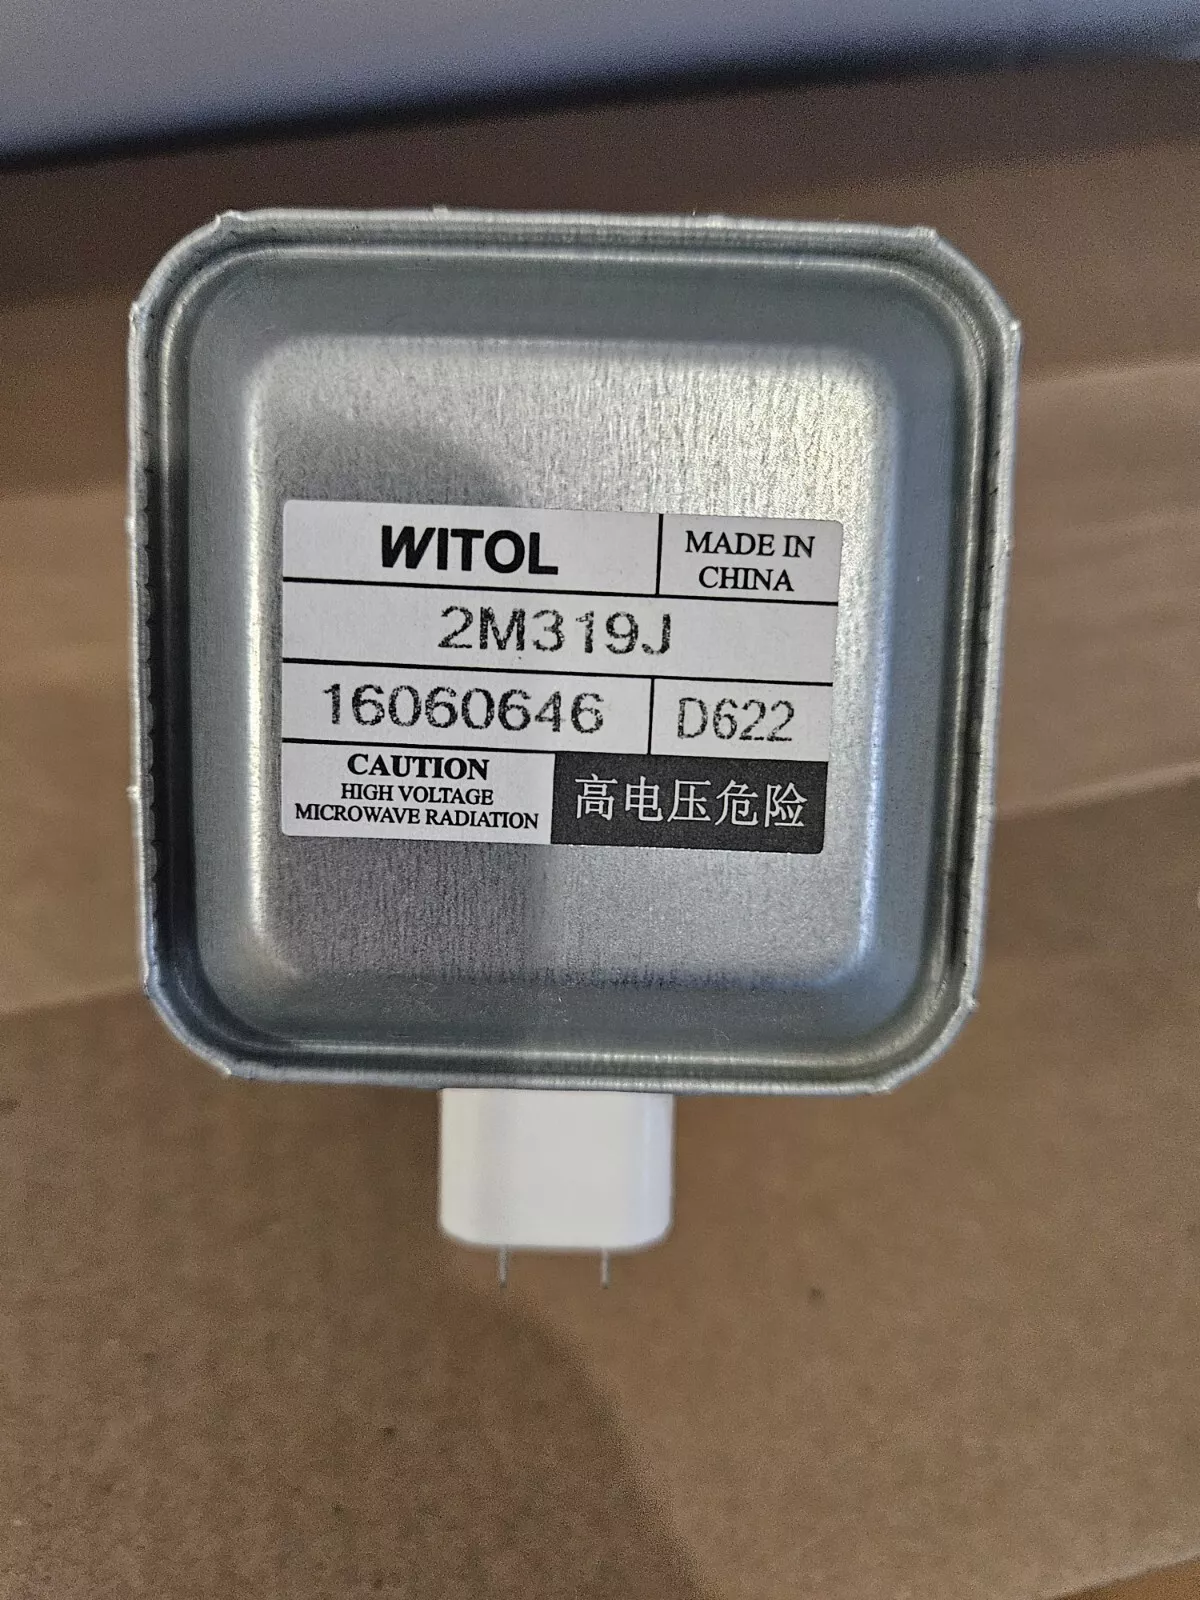 WITOL
MADE IN
CHINA
2M319J
16060646
D622
CAUTION
HIGH VOLTAGE
MICROWAVE RADIATION
高电压危险